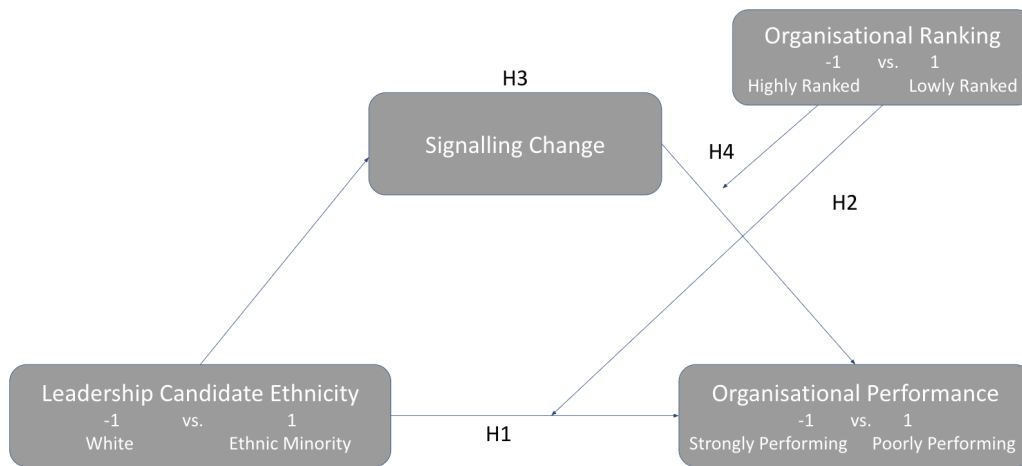 Organisational Ranking
-1 vs. 1
Highly Ranked Lowly Ranked
H3
Signalling Change
H4
H2
Leadership Candidate Ethnicity
-1 vs. 1
White Ethnic Minority
H1
Organisational Performance
-1 vs. 1
Strongly Performing Poorly Performing